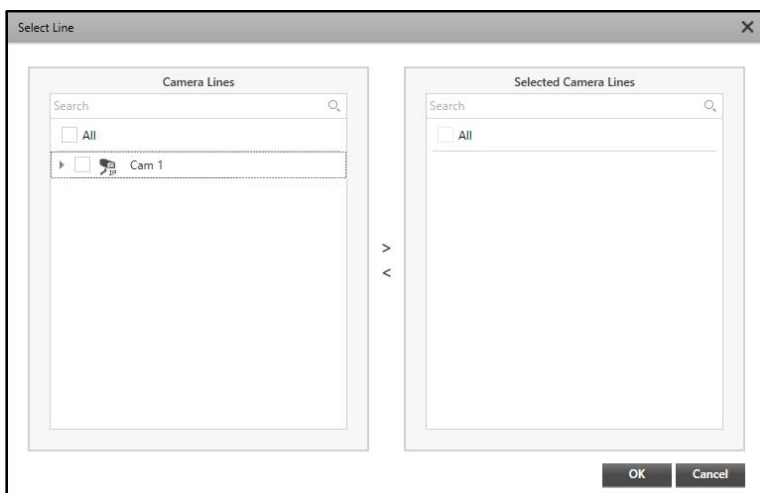 Select Line
Camera Lines
Search
All
Cam 1
>
<
Selected Camera Lines
Search
All
OK
Cancel